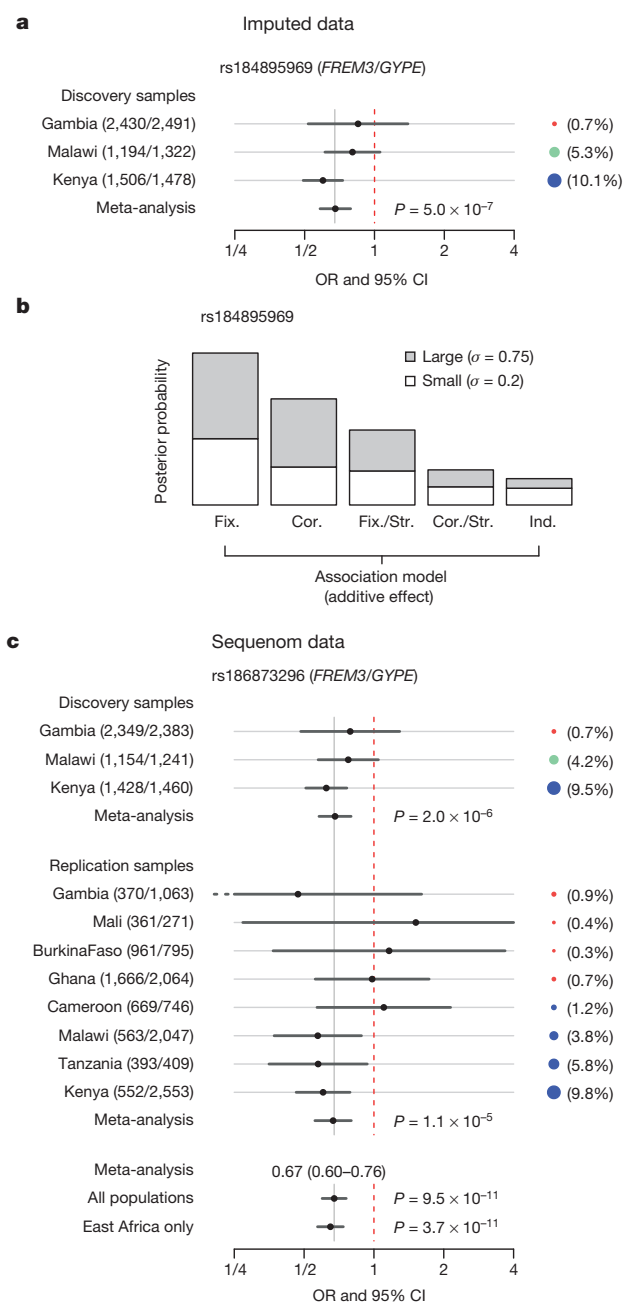 a
Imputed data
rs184895969 (FREM3/GYPE)
Discovery samples
Gambia (2,430/2,491) (0.7%)
Malawi (1,194/1,322) (5.3%)
Kenya (1,506/1,478) (10.1%)
Meta-analysis P = 5.0 × 10⁻⁷
1/4 1/2 1 2 4
OR and 95% CI
b
rs184895969
Posterior probability
Large (σ = 0.75)
Small (σ = 0.2)
Fix. Cor. Fix./Str. Cor./Str. Ind.
Association model
(additive effect)
c
Sequenom data
rs186873296 (FREM3/GYPE)
Discovery samples
Gambia (2,349/2,383) (0.7%)
Malawi (1,154/1,241) (4.2%)
Kenya (1,428/1,460) (9.5%)
Meta-analysis P = 2.0 × 10⁻⁶
Replication samples
Gambia (370/1,063) (0.9%)
Mali (361/271) (0.4%)
BurkinaFaso (961/795) (0.3%)
Ghana (1,666/2,064) (0.7%)
Cameroon (669/746) (1.2%)
Malawi (563/2,047) (3.8%)
Tanzania (393/409) (5.8%)
Kenya (552/2,553) (9.8%)
Meta-analysis P = 1.1 × 10⁻⁵
Meta-analysis 0.67 (0.60–0.76)
All populations P = 9.5 × 10⁻¹¹
East Africa only P = 3.7 × 10⁻¹¹
1/4 1/2 1 2 4
OR and 95% CI